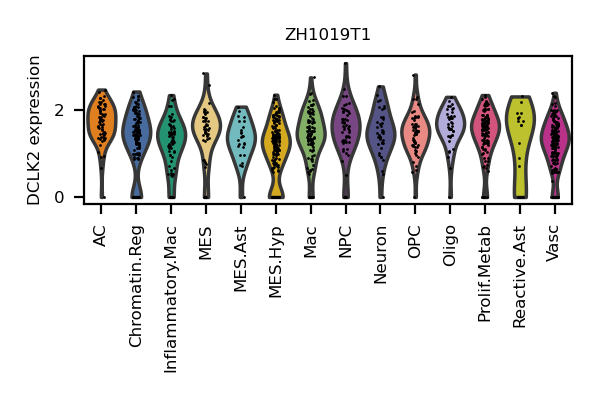 ZH1019T1
DCLK2 expression
2
0
AC
Chromatin.Reg
Inflammatory.Mac
MES
MES.Ast
MES.Hyp
Mac
NPC
Neuron
OPC
Oligo
Prolif.Metab
Reactive.Ast
Vasc